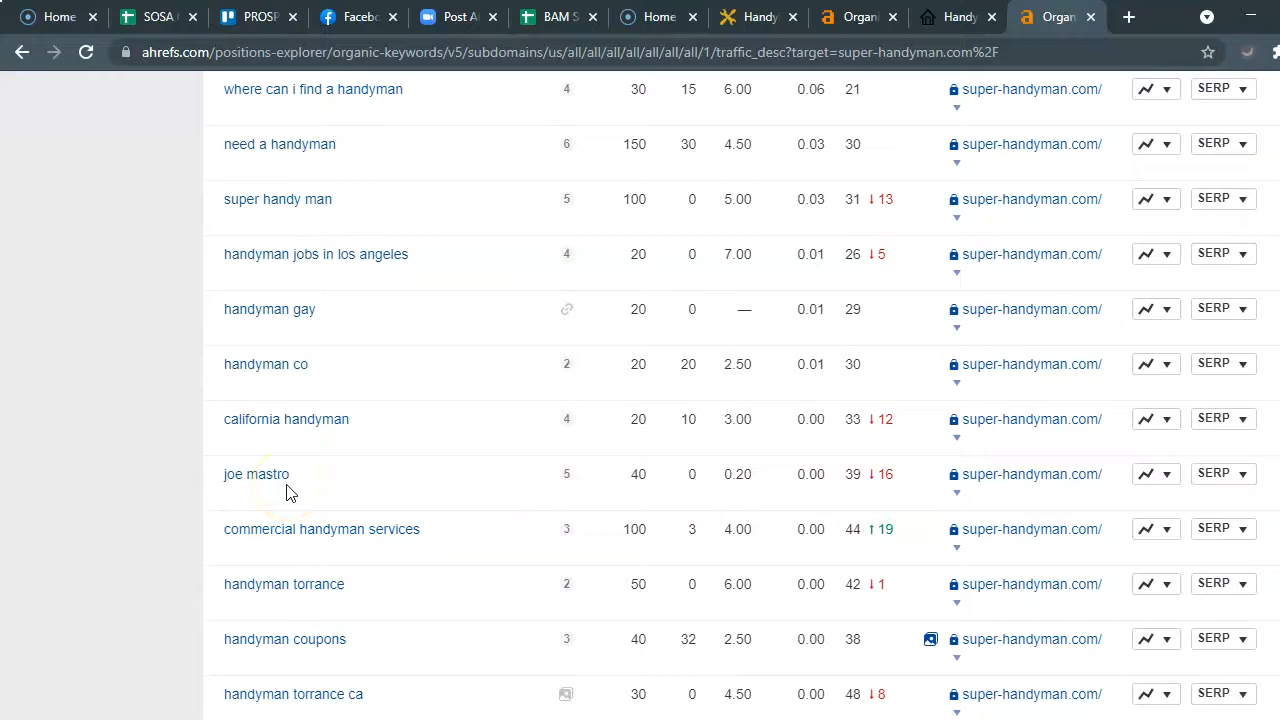 Home SOSA PROSP Faceb Post A BAM S Home Handy Organi Handy Organ
ahrefs.com/positions-explorer/organic-keywords/v5/subdomains/us/all/all/all/all/all/all/all/1/traffic_desc?target=super-handyman.com%2F
where can i find a handyman 4 30 15 6.00 0.06 21 super-handyman.com/ SERP
need a handyman 6 150 30 4.50 0.03 30 super-handyman.com/ SERP
super handy man 5 100 0 5.00 0.03 31 ↓13 super-handyman.com/ SERP
handyman jobs in los angeles 4 20 0 7.00 0.01 26 ↓5 super-handyman.com/ SERP
handyman gay 20 0 — 0.01 29 super-handyman.com/ SERP
handyman co 2 20 20 2.50 0.01 30 super-handyman.com/ SERP
california handyman 4 20 10 3.00 0.00 33 ↓12 super-handyman.com/ SERP
joe mastro 5 40 0 0.20 0.00 39 ↓16 super-handyman.com/ SERP
commercial handyman services 3 100 3 4.00 0.00 44 ↑19 super-handyman.com/ SERP
handyman torrance 2 50 0 6.00 0.00 42 ↓1 super-handyman.com/ SERP
handyman coupons 3 40 32 2.50 0.00 38 super-handyman.com/ SERP
handyman torrance ca 30 0 4.50 0.00 48 ↓8 super-handyman.com/ SERP